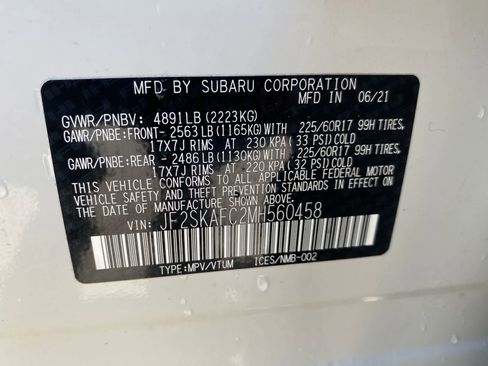 MFD BY SUBARU CORPORATION
MFD IN 06/21
GVWR/PNBV: 4891LB (2223KG)
GAWR/PNBE:FRONT- 2563LB (1165KG)WITH 225/60R17 99H TIRES,
17X7J RIMS AT 230 KPA (33 PSI)COLD
GAWR/PNBE:REAR - 2486LB (1130KG)WITH 225/60R17 99H TIRES,
17X7J RIMS AT 220 KPA (32 PSI)COLD
THIS VEHICLE CONFORMS TO ALL APPLICABLE FEDERAL MOTOR
VEHICLE SAFETY AND THEFT PREVENTION STANDARDS IN EFFECT
ON THE DATE OF MANUFACTURE SHOWN ABOVE.
VIN: JF2SKAFC2MH560458
TYPE:MPV/VTUM ICES/NMB-002